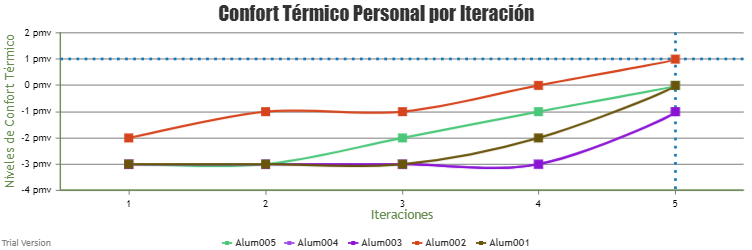 Confort Térmico Personal por Iteración
Niveles de Confort Térmico
2 pmv
1 pmv
0 pmv
-1 pmv
-2 pmv
-3 pmv
-4 pmv
1 2 3 4 5
Iteraciones
Trial Version
Alum005 Alum004 Alum003 Alum002 Alum001